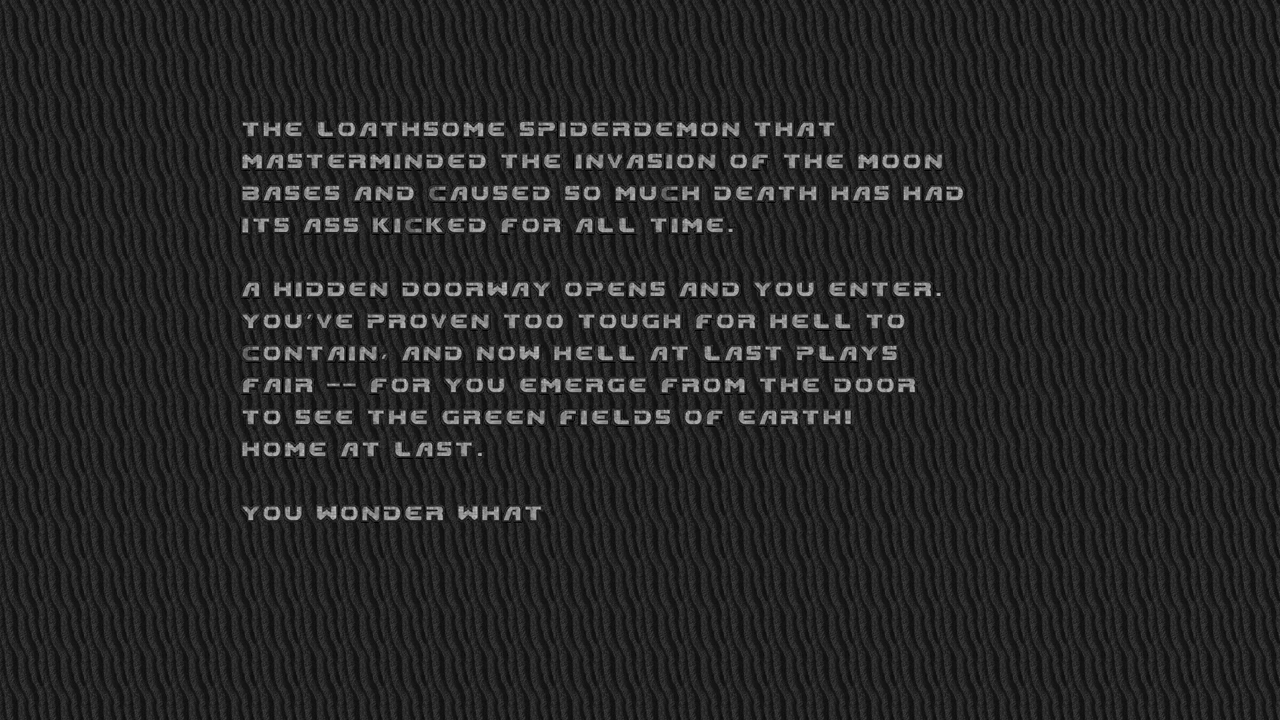 THE LOATHSOME SPIDERDEMON THAT
MASTERMINDED THE INVASION OF THE MOON
BASES AND CAUSED SO MUCH DEATH HAS HAD
ITS ASS KICKED FOR ALL TIME.
A HIDDEN DOORWAY OPENS AND YOU ENTER.
YOU'VE PROVEN TOO TOUGH FOR HELL TO
CONTAIN, AND NOW HELL AT LAST PLAYS
FAIR -- FOR YOU EMERGE FROM THE DOOR
TO SEE THE GREEN FIELDS OF EARTH!
HOME AT LAST.
YOU WONDER WHAT